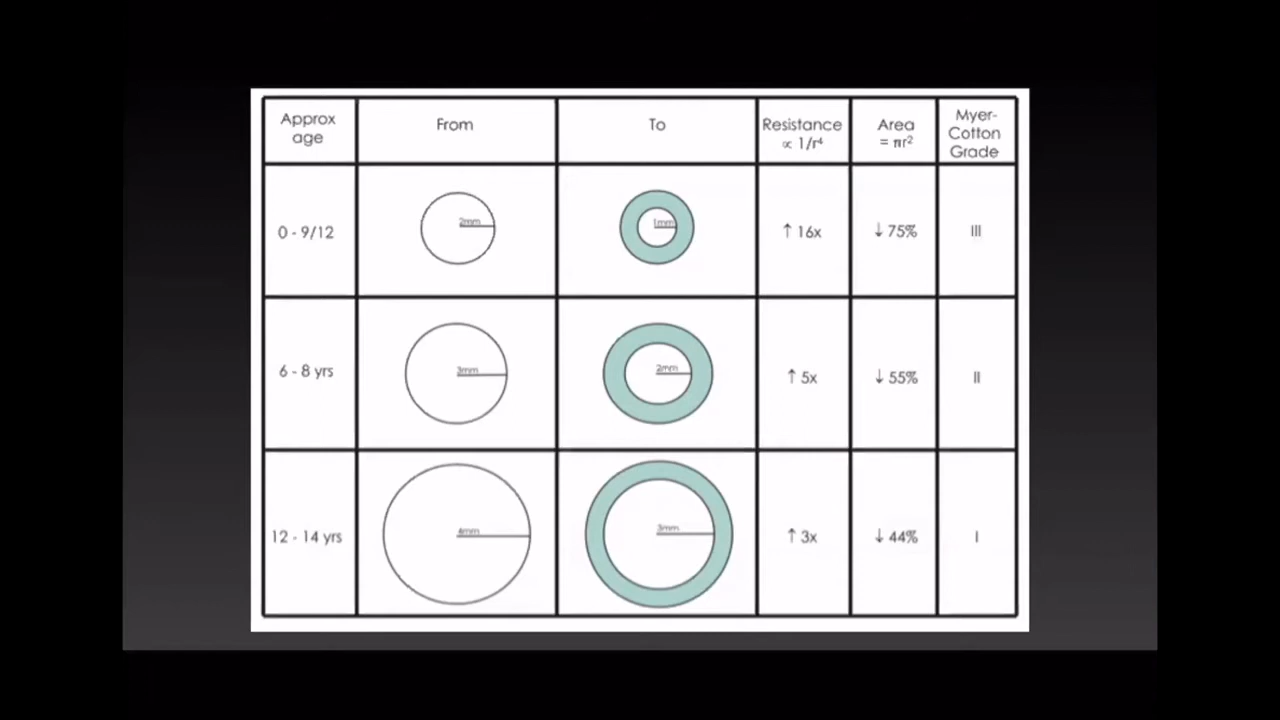 Approx
age
From
To
Resistance
∝ 1/r⁴
Area
= πr²
Myer-
Cotton
Grade
0 - 9/12
2mm
1mm
↑ 16x
↓ 75%
III
6 - 8 yrs
3mm
2mm
↑ 5x
↓ 55%
II
12 - 14 yrs
4mm
3mm
↑ 3x
↓ 44%
I